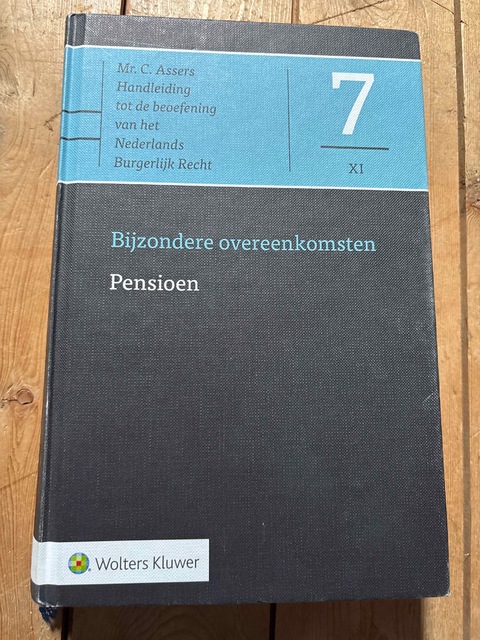 Mr. C. Assers
Handleiding
tot de beoefening
van het
Nederlands
Burgerlijk Recht
7
XI
Bijzondere overeenkomsten
Pensioen
Wolters Kluwer